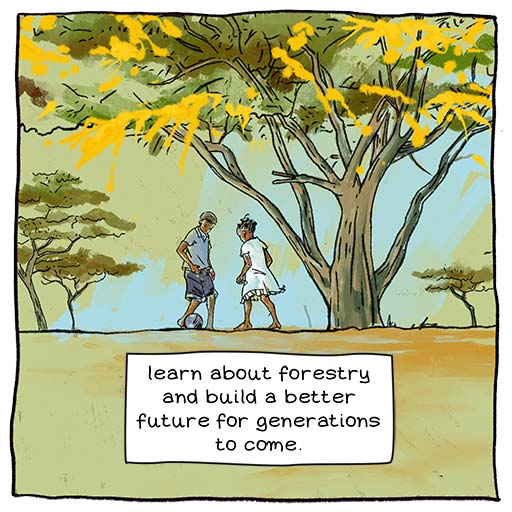 learn about forestry
and build a better
future for generations
to come.